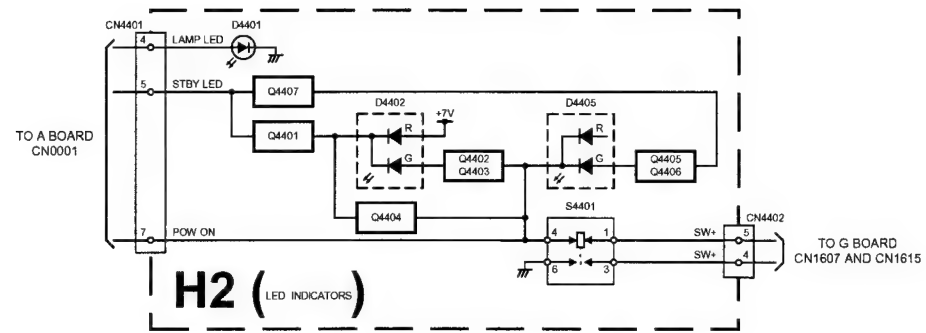 CN4401
D4401
4
LAMP LED
5
STBY LED
Q4407
D4402
+7V
D4405
R
R
Q4401
TO A BOARD
CN0001
G
Q4402
Q4403
G
Q4405
Q4406
Q4404
S4401
CN4402
7
POW ON
4
1
SW+
5
6
3
SW+
4
TO G BOARD
CN1607 AND CN1615
H2 (LED INDICATORS)